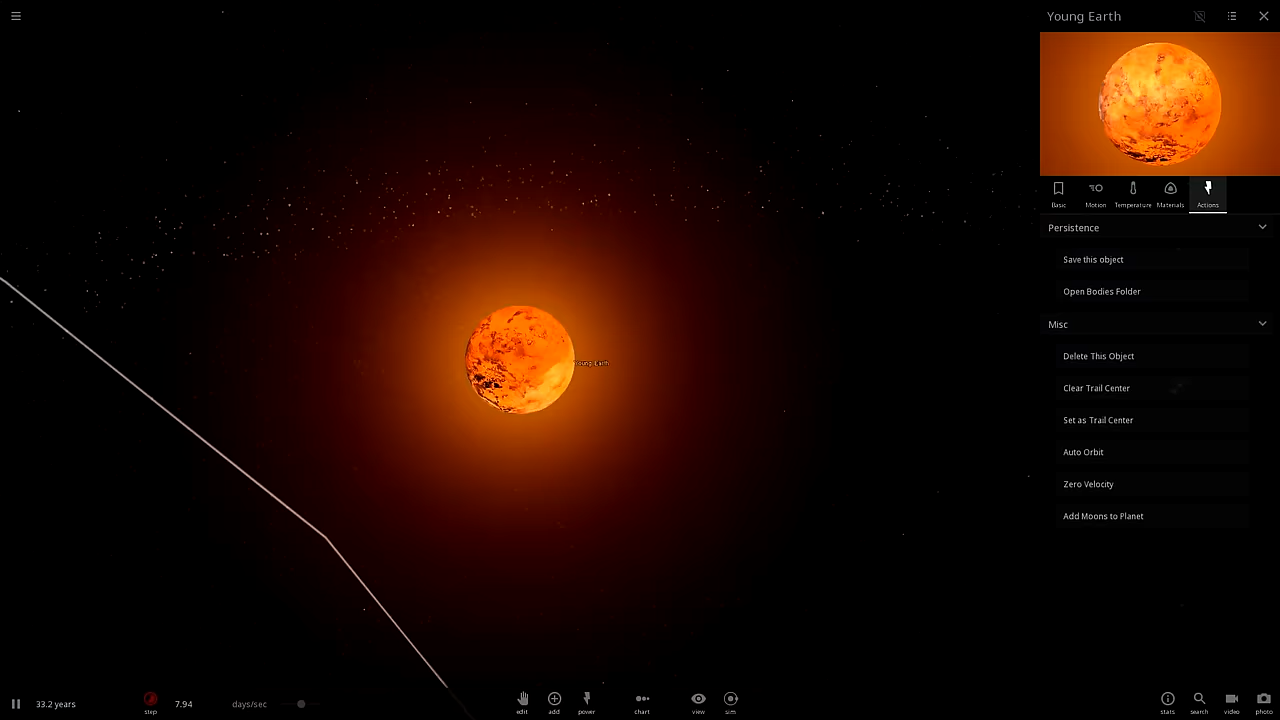 Young Earth
Basic
Motion
Temperature
Materials
Actions
Persistence
Save this object
Open Bodies Folder
Misc
Delete This Object
Clear Trail Center
Set as Trail Center
Auto Orbit
Zero Velocity
Add Moons to Planet
Young Earth
33.2 years
step
7.94
days/sec
edit
add
power
chart
view
sim
stats
search
video
photo